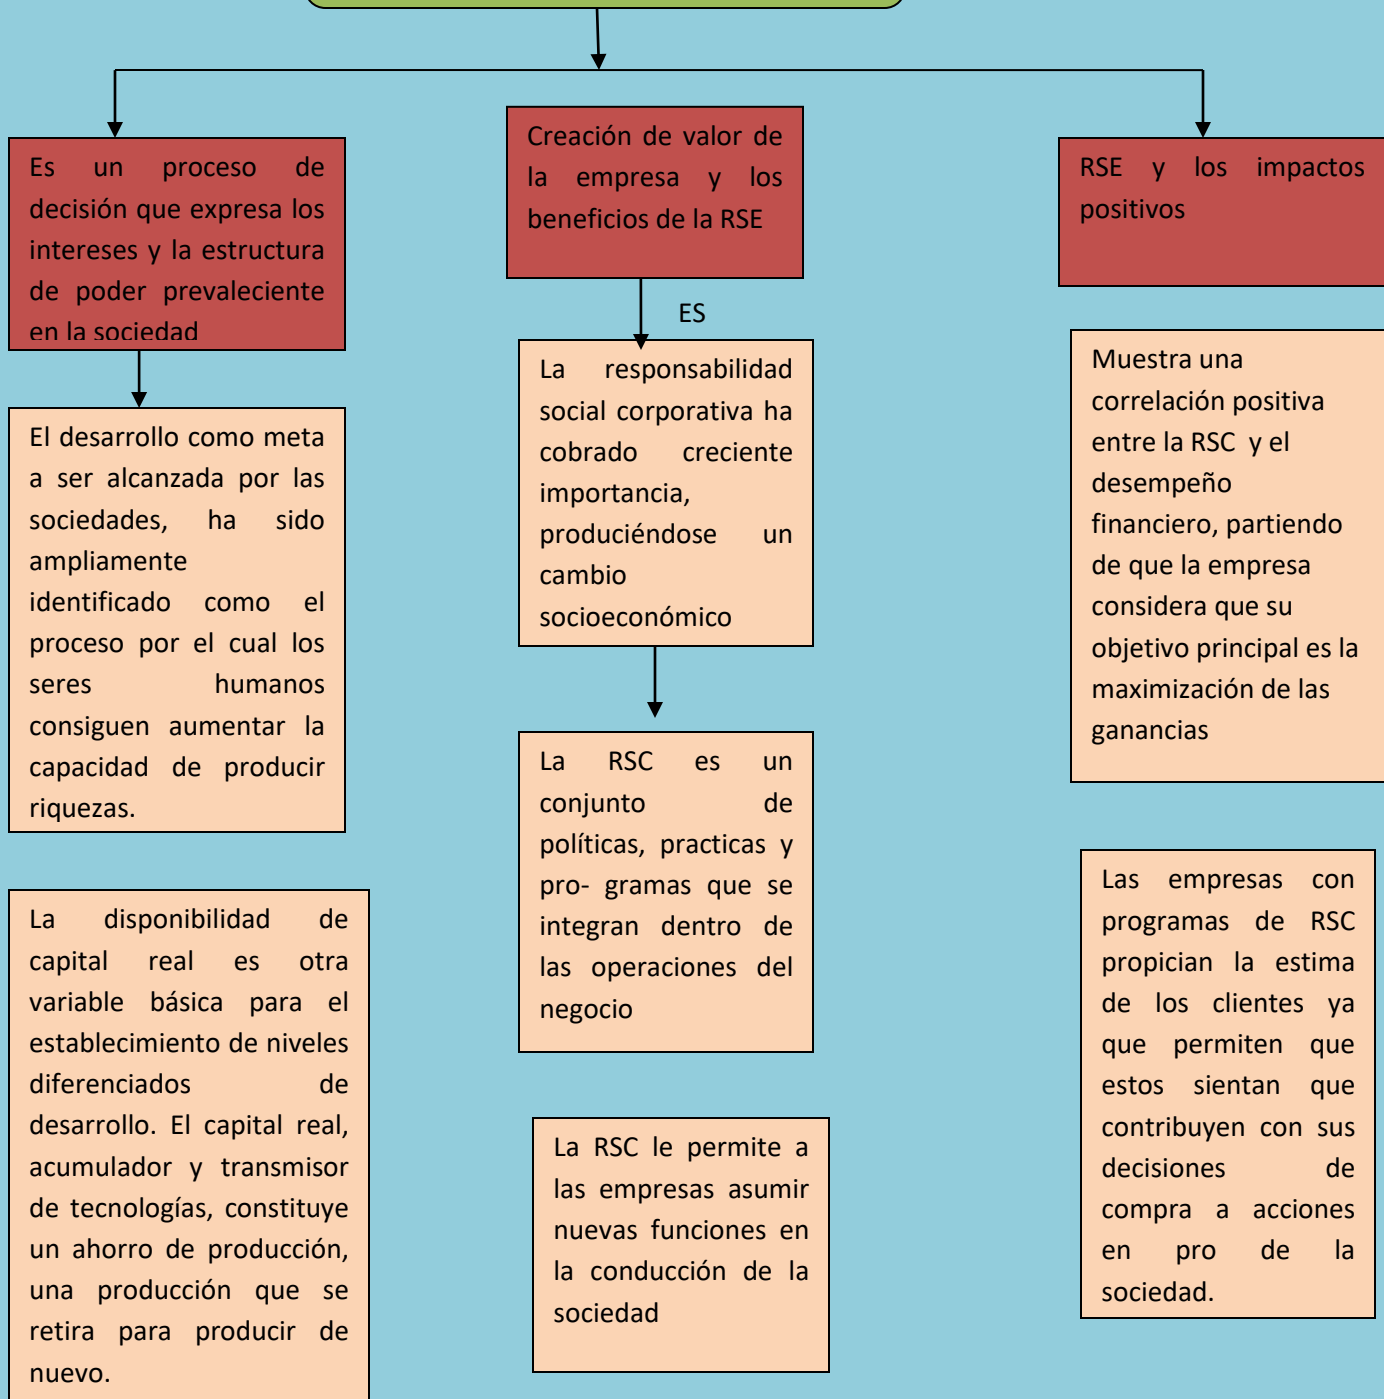 Es un proceso de
decisión que expresa los
intereses y la estructura
de poder prevaleciente
en la sociedad
El desarrollo como meta
a ser alcanzada por las
sociedades, ha sido
ampliamente
identificado como el
proceso por el cual los
seres humanos
consiguen aumentar la
capacidad de producir
riquezas.
La disponibilidad de
capital real es otra
variable básica para el
establecimiento de niveles
diferenciados de
desarrollo. El capital real,
acumulador y transmisor
de tecnologías, constituye
un ahorro de producción,
una producción que se
retira para producir de
nuevo.
Creación de valor de
la empresa y los
beneficios de la RSE
ES
La responsabilidad
social corporativa ha
cobrado creciente
importancia,
produciéndose un
cambio
socioeconómico
La RSC es un
conjunto de
políticas, practicas y
pro- gramas que se
integran dentro de
las operaciones del
negocio
La RSC le permite a
las empresas asumir
nuevas funciones en
la conducción de la
sociedad
RSE y los impactos
positivos
Muestra una
correlación positiva
entre la RSC y el
desempeño
financiero, partiendo
de que la empresa
considera que su
objetivo principal es la
maximización de las
ganancias
Las empresas con
programas de RSC
propician la estima
de los clientes ya
que permiten que
estos sientan que
contribuyen con sus
decisiones de
compra a acciones
en pro de la
sociedad.